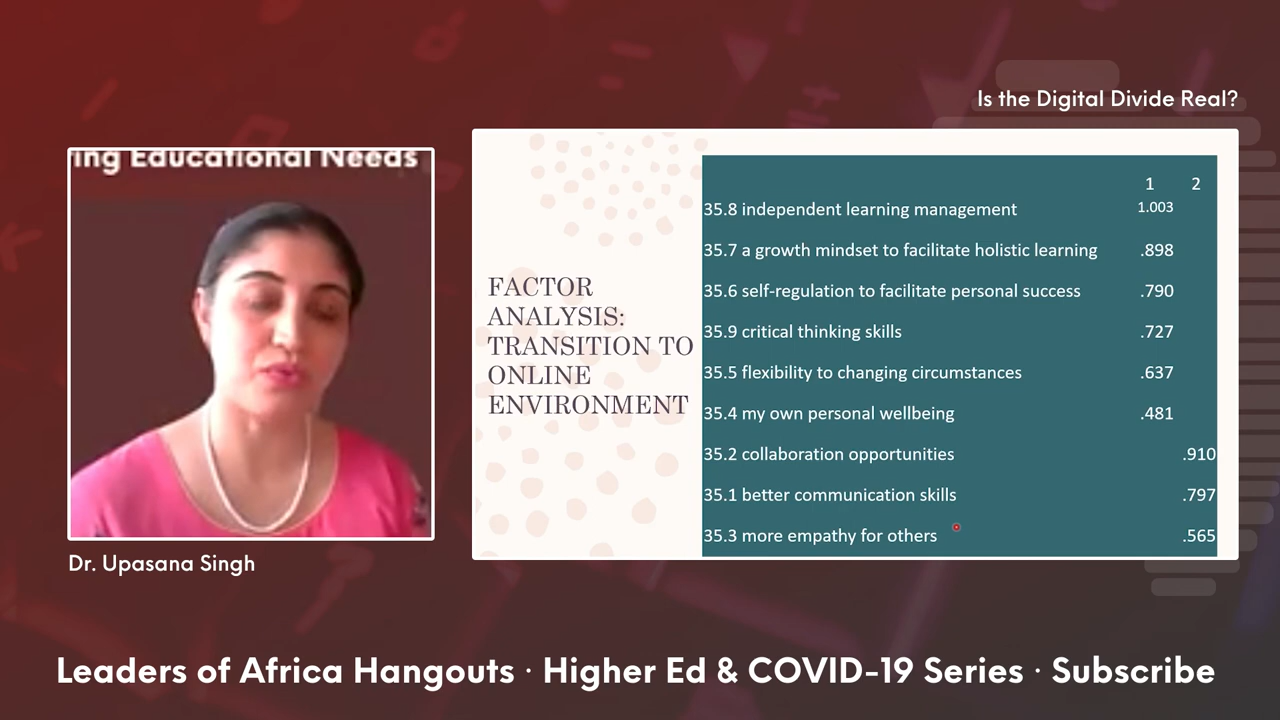 Is the Digital Divide Real?
ing Educational Needs
Dr. Upasana Singh
FACTOR
ANALYSIS:
TRANSITION TO
ONLINE
ENVIRONMENT
1 2
35.8 independent learning management 1.003
35.7 a growth mindset to facilitate holistic learning .898
35.6 self-regulation to facilitate personal success .790
35.9 critical thinking skills .727
35.5 flexibility to changing circumstances .637
35.4 my own personal wellbeing .481
35.2 collaboration opportunities .910
35.1 better communication skills .797
35.3 more empathy for others .565
Leaders of Africa Hangouts · Higher Ed & COVID-19 Series · Subscribe